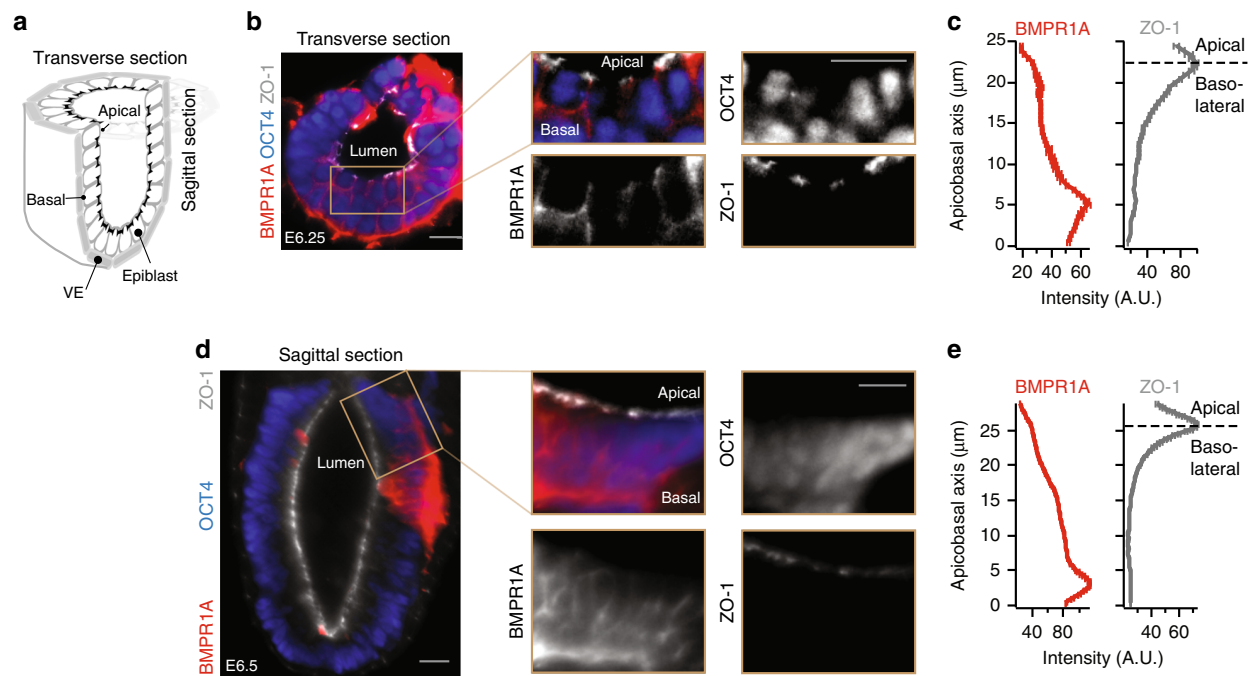 a
Transverse section
Apical
Sagittal section
Basal
Epiblast
VE
b
Transverse section
BMPR1A OCT4 ZO-1
Lumen
E6.25
Apical
Basal
OCT4
BMPR1A
ZO-1
c
BMPR1A
ZO-1
Apical
Baso-
lateral
Apicobasal axis (μm)
25
20
15
10
5
0
20 40 60
40 80
Intensity (A.U.)
d
Sagittal section
BMPR1A OCT4 ZO-1
Lumen
E6.5
Apical
Basal
OCT4
BMPR1A
ZO-1
e
BMPR1A
ZO-1
Apical
Baso-
lateral
Apicobasal axis (μm)
25
20
15
10
5
0
40 80
40 60
Intensity (A.U.)